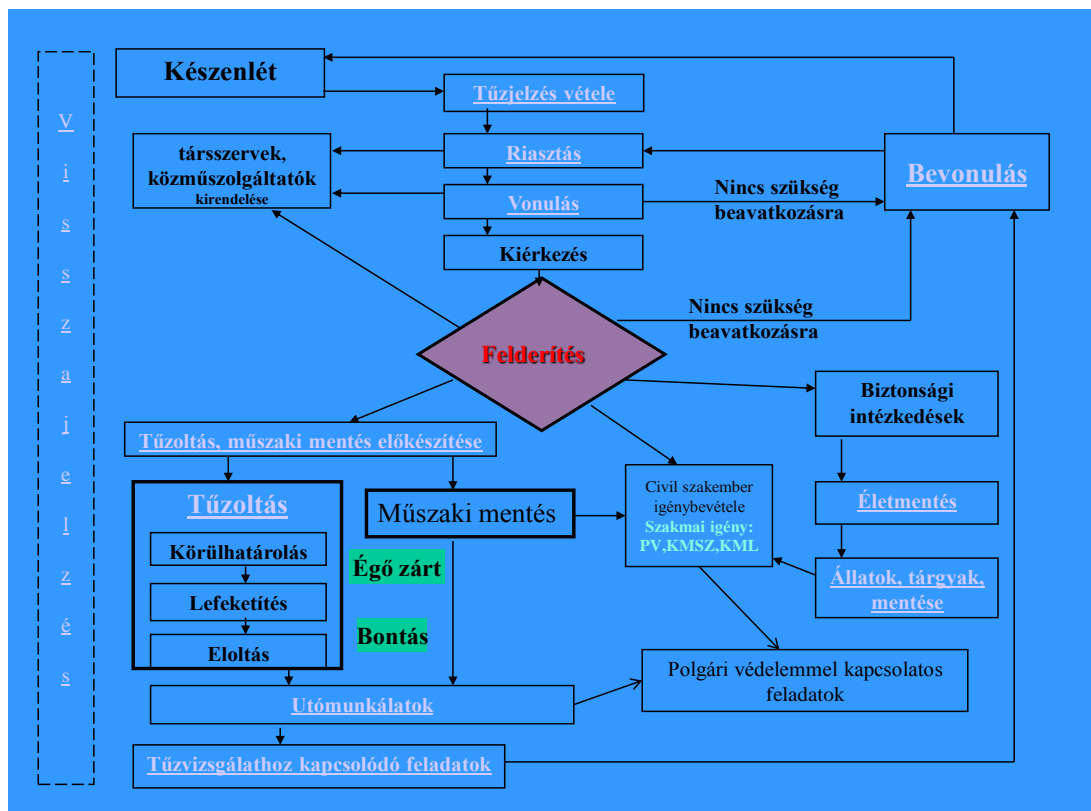 Készenlét
Tűzjelzés vétele
Visszajelzés
társszervek,
közműszolgáltatók
kirendelése
Riasztás
Bevonulás
Vonulás
Nincs szükség
beavatkozásra
Kiérkezés
Nincs szükség
beavatkozásra
Felderítés
Biztonsági
intézkedések
Tűzoltás, műszaki mentés előkészítése
Tűzoltás
Műszaki mentés
Civil szakember
igénybevétele
Szakmai igény:
PV,KMSZ,KML
Életmentés
Körülhatárolás
Égő zárt
Állatok, tárgyak,
mentése
Lefeketítés
Bontás
Eloltás
Polgári védelemmel kapcsolatos
feladatok
Utómunkálatok
Tűzvizsgálathoz kapcsolódó feladatok